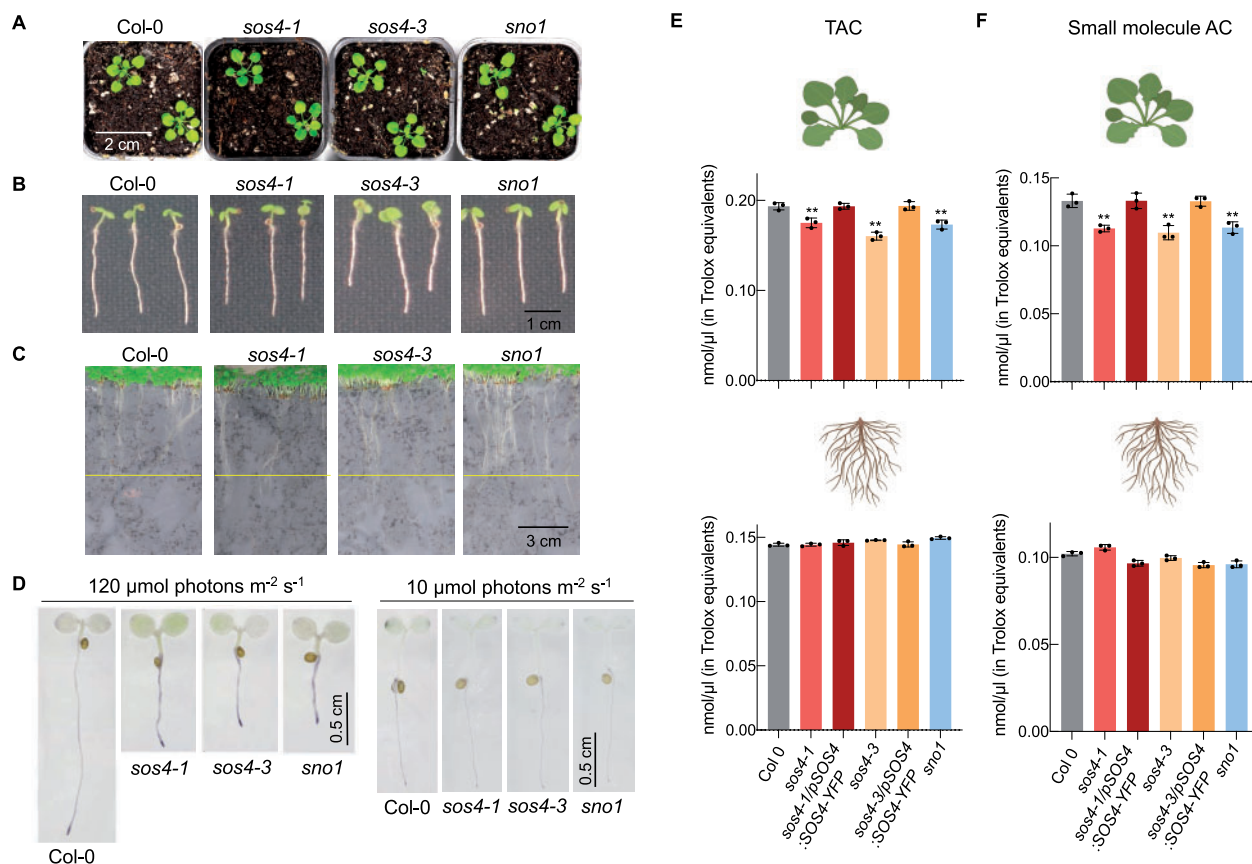 A
Col-0
sos4-1
sos4-3
sno1
2 cm
B
Col-0
sos4-1
sos4-3
sno1
1 cm
C
Col-0
sos4-1
sos4-3
sno1
3 cm
D
120 µmol photons m⁻² s⁻¹
10 µmol photons m⁻² s⁻¹
0.5 cm
sos4-1
sos4-3
sno1
Col-0
0.5 cm
Col-0
sos4-1
sos4-3
sno1
E
TAC
nmol/µl (in Trolox equivalents)
0.20
0.20
0.00
**
**
**
nmol/µl (in Trolox equivalents)
0.15
0.10
0.05
0.00
Col 0
sos4-1
sos4-1/pSOS4
:SOS4-YFP
sos4-3
sos4-3/pSOS4
:SOS4-YFP
sno1
F
Small molecule AC
nmol/µl (in Trolox equivalents)
0.15
0.10
0.05
0.00
**
**
**
nmol/µl (in Trolox equivalents)
0.10
0.05
0.00
Col 0
sos4-1
sos4-1/pSOS4
:SOS4-YFP
sos4-3
sos4-3/pSOS4
:SOS4-YFP
sno1